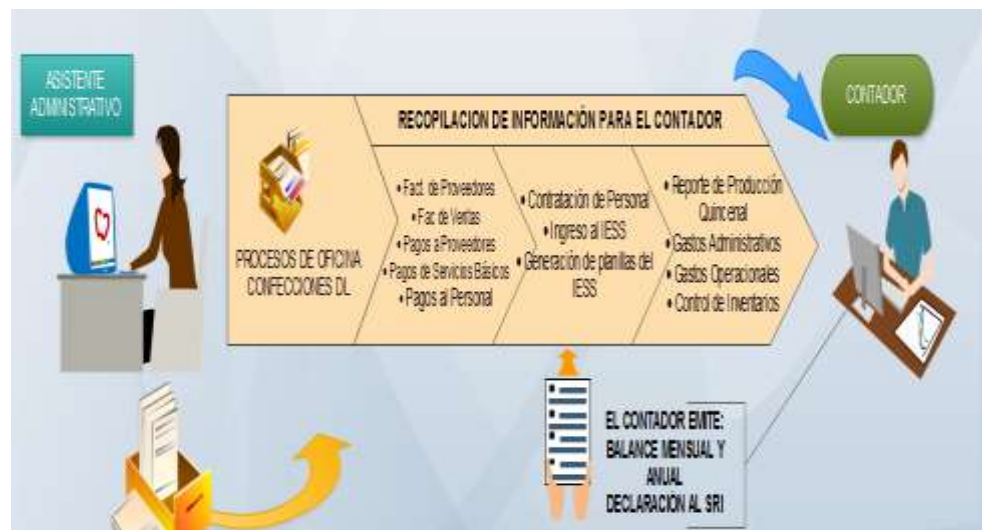 ASISTENTE
ADMINISTRATIVO
CONTADOR
RECOPILACION DE INFORMACIÓN PARA EL CONTADOR
PROCESOS DE OFICINA
CONFECCIONES DL
• Fact. de Proveedores
• Fac de Ventas
• Pagos a Proveedores
• Pagos de Servicios Básicos
• Pagos al Personal
• Contratación de Personal
• Ingreso al IESS
• Generación de planillas del
IESS
• Reporte de Producción
Quincenal
• Gastos Administrativos
• Gastos Operacionales
• Control de Inventarios
EL CONTADOR EMITE:
BALANCE MENSUAL Y
ANUAL
DECLARACIÓN AL SRI